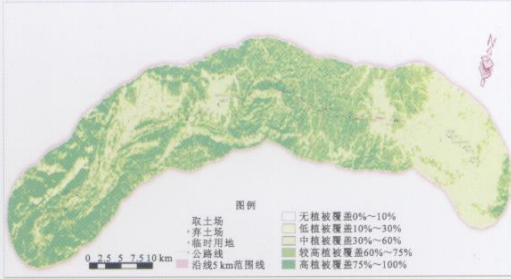 N
图例
取土场
弃土场
临时用地
公路线
沿线5 km范围线
无植被覆盖0%~10%
低植被覆盖10%~30%
中植被覆盖30%~60%
较高植被覆盖60%~75%
高植被覆盖75%~100%
0 2.5 5 7.510 km